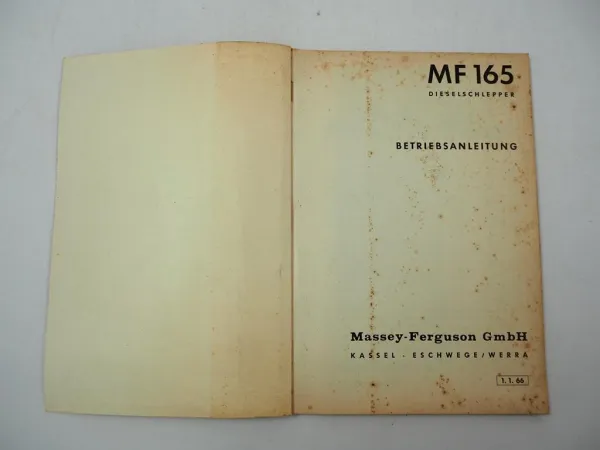 MF 165
DIESELSCHLEPPER
BETRIEBSANLEITUNG
Massey-Ferguson GmbH
KASSEL - ESCHWEGE/WERRA
1. 1. 66